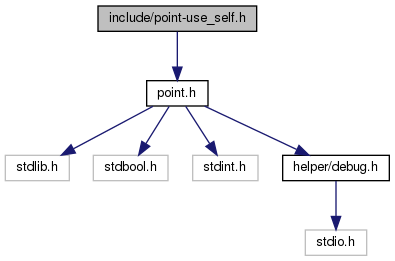 include/point-use_self.h
point.h
stdlib.h
stdbool.h
stdint.h
helper/debug.h
stdio.h